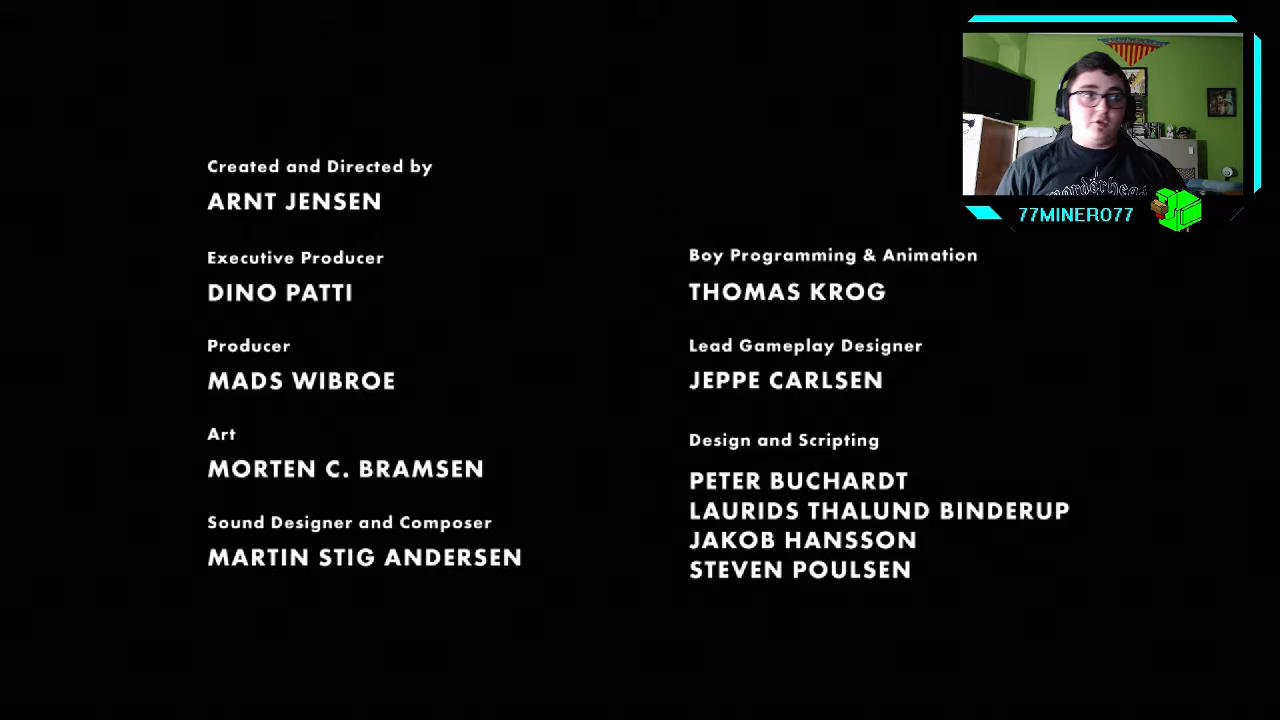 Created and Directed by
ARNT JENSEN
Executive Producer
DINO PATTI
Producer
MADS WIBROE
Art
MORTEN C. BRAMSEN
Sound Designer and Composer
MARTIN STIG ANDERSEN
Boy Programming & Animation
THOMAS KROG
Lead Gameplay Designer
JEPPE CARLSEN
Design and Scripting
PETER BUCHARDT
LAURIDS THALUND BINDERUP
JAKOB HANSSON
STEVEN POULSEN
77MINERO77